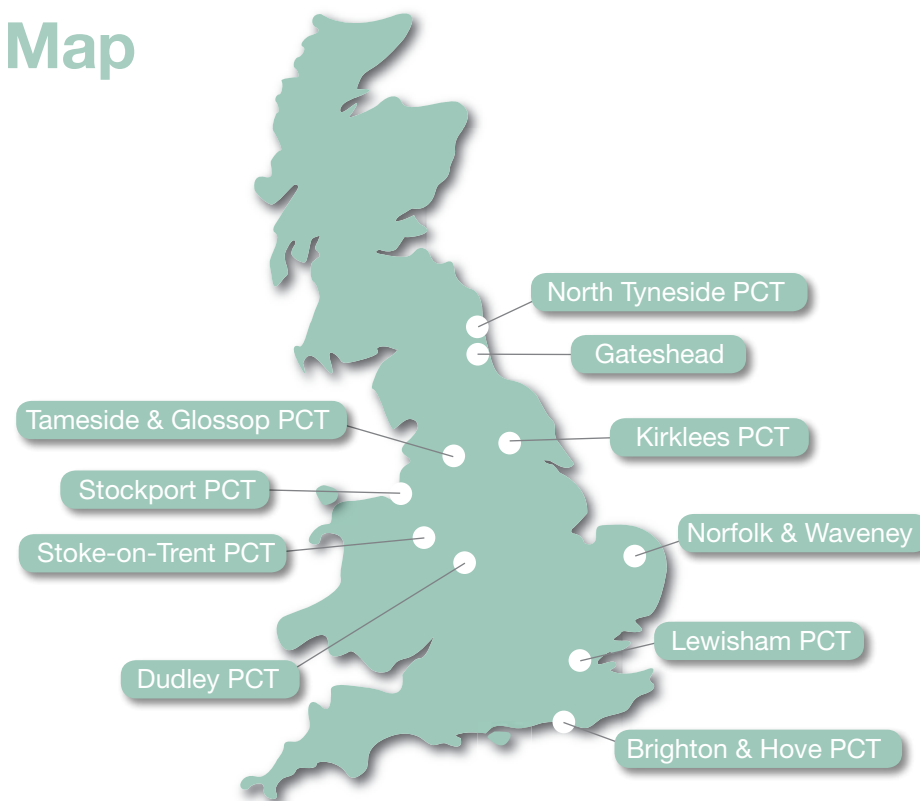 Map
North Tyneside PCT
Gateshead
Tameside & Glossop PCT
Kirklees PCT
Stockport PCT
Norfolk & Waveney
Stoke-on-Trent PCT
Lewisham PCT
Dudley PCT
Brighton & Hove PCT